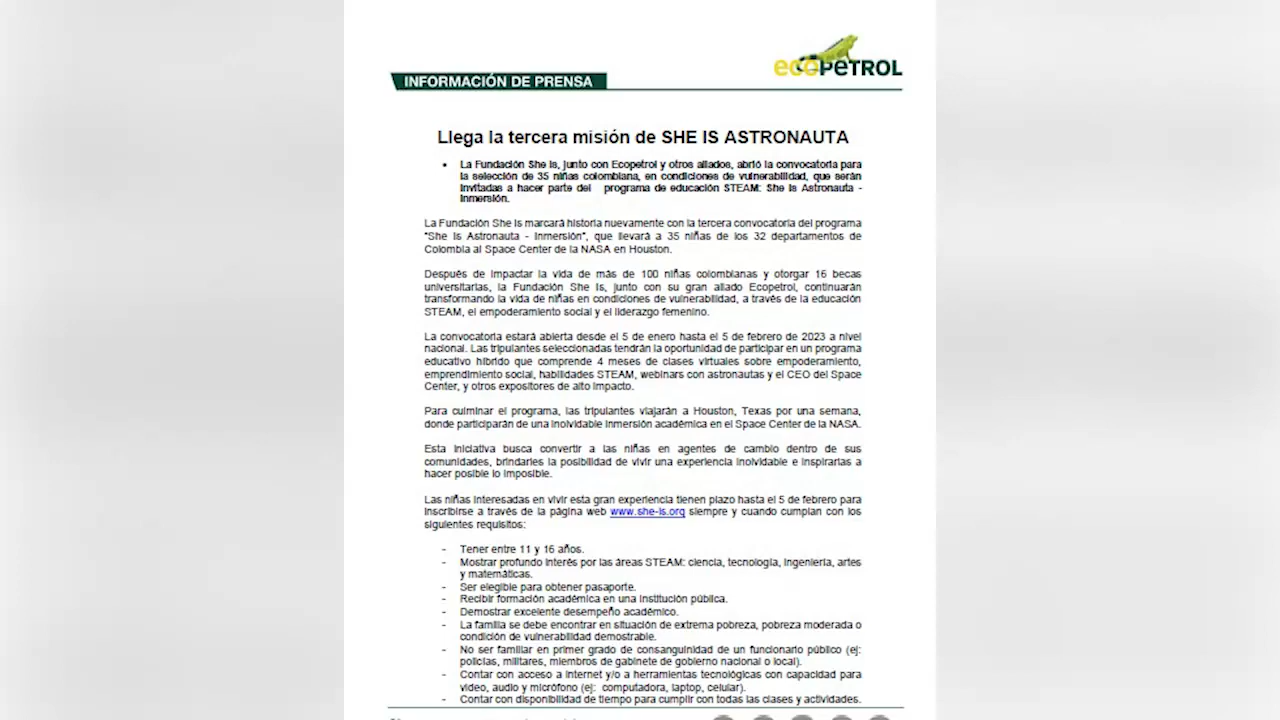 ecopetrol
INFORMACIÓN DE PRENSA
Llega la tercera misión de SHE IS ASTRONAUTA
• La Fundación She Is, junto con Ecopetrol y otros aliados, abrió la convocatoria para
la selección de 35 niñas colombiana, en condiciones de vulnerabilidad, que serán
invitadas a hacer parte del programa de educación STEAM: She Is Astronauta -
Inmersión.
La Fundación She Is marcará historia nuevamente con la tercera convocatoria del programa
"She Is Astronauta - Inmersión", que llevará a 35 niñas de los 32 departamentos de
Colombia al Space Center de la NASA en Houston.
Después de impactar la vida de más de 100 niñas colombianas y otorgar 16 becas
universitarias, la Fundación She Is, junto con su gran aliado Ecopetrol, continuarán
transformando la vida de niñas en condiciones de vulnerabilidad, a través de la educación
STEAM, el empoderamiento social y el liderazgo femenino.
La convocatoria estará abierta desde el 5 de enero hasta el 5 de febrero de 2023 a nivel
nacional. Las tripulantes seleccionadas tendrán la oportunidad de participar en un programa
educativo híbrido que comprende 4 meses de clases virtuales sobre empoderamiento,
emprendimiento social, habilidades STEAM, webinars con astronautas y el CEO del Space
Center, y otros expositores de alto impacto.
Para culminar el programa, las tripulantes viajarán a Houston, Texas por una semana,
donde participarán de una inolvidable inmersión académica en el Space Center de la NASA.
Esta iniciativa busca convertir a las niñas en agentes de cambio dentro de sus
comunidades, brindarles la posibilidad de vivir una experiencia inolvidable e inspirarlas a
hacer posible lo imposible.
Las niñas interesadas en vivir esta gran experiencia tienen plazo hasta el 5 de febrero para
inscribirse a través de la página web www.she-is.org siempre y cuando cumplan con los
siguientes requisitos:
- Tener entre 11 y 16 años.
- Mostrar profundo interés por las áreas STEAM: ciencia, tecnología, ingeniería, artes
y matemáticas.
- Ser elegible para obtener pasaporte.
- Recibir formación académica en una institución pública.
- Demostrar excelente desempeño académico.
- La familia se debe encontrar en situación de extrema pobreza, pobreza moderada o
condición de vulnerabilidad demostrable.
- No ser familiar en primer grado de consanguinidad de un funcionario público (ej:
policías, militares, miembros de gabinete de gobierno nacional o local).
- Contar con acceso a internet y/o a herramientas tecnológicas con capacidad para
video, audio y micrófono (ej: computadora, laptop, celular).
- Contar con disponibilidad de tiempo para cumplir con todas las clases y actividades.